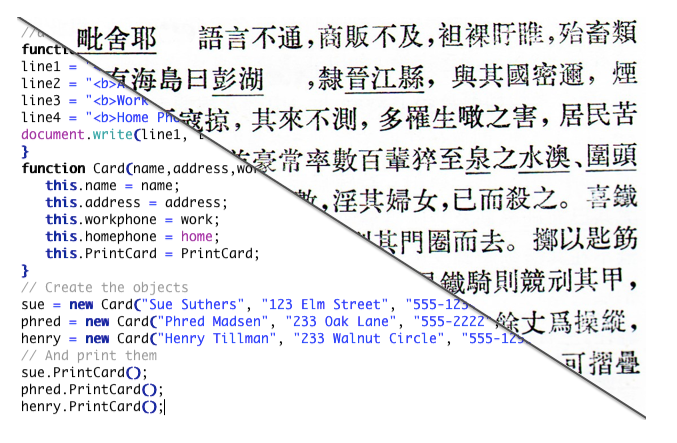 line1 = "
line2 = "<b>A
line3 = "<b>Work
line4 = "<b>Home Pho
document.write(line1,
}
function Card(name,address,wor
this.name = name;
this.address = address;
this.workphone = work;
this.homephone = home;
this.PrintCard = PrintCard;
}
// Create the objects
sue = new Card("Sue Suthers", "123 Elm Street", "555-123
phred = new Card("Phred Madsen", "233 Oak Lane", "555-2222"
henry = new Card("Henry Tillman", "233 Walnut Circle", "555-123
// And print them
sue.PrintCard();
phred.PrintCard();
henry.PrintCard();
毗舍耶 語言不通,商販不及,袒裸盱睢,殆畜類
有海島曰彭湖 ,隸晉江縣,與其國密邇,煙
寇掠,其來不測,多罹生噉之害,居民苦
豪常率數百輩猝至泉之水澳、圍頭
數,淫其婦女,已而殺之。喜鐵
其門圈而去。擲以匙筯
鐵騎則競剜其甲,
餘丈爲操縱,
可摺疊